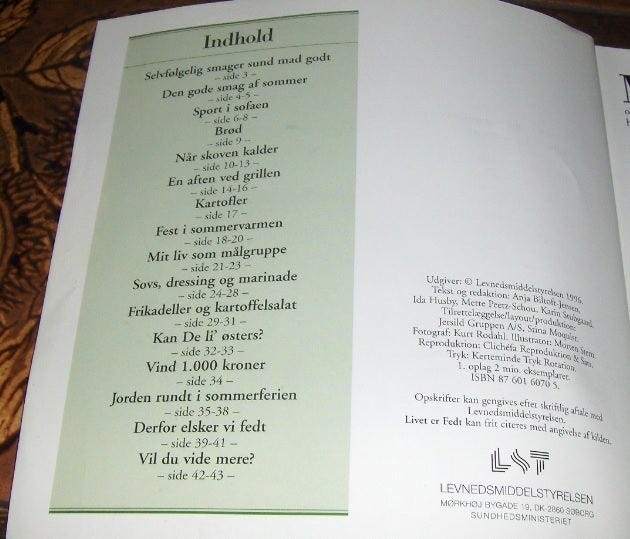 Indhold
Selvfølgelig smager sund mad godt
– side 3 –
Den gode smag af sommer
– side 4-5 –
Sport i sofaen
– side 6-8 –
Brød
– side 9 –
Når skoven kalder
– side 10-13 –
En aften ved grillen
– side 14-16 –
Kartofler
– side 17 –
Fest i sommervarmen
– side 18-20 –
Mit liv som målgruppe
– side 21-23 –
Sovs, dressing og marinade
– side 24-28 –
Frikadeller og kartoffelsalat
– side 29-31 –
Kan De li' østers?
– side 32-33 –
Vind 1.000 kroner
– side 34 –
Jorden rundt i sommerferien
– side 35-38 –
Derfor elsker vi fedt
– side 39-41 –
Vil du vide mere?
– side 42-43 –
Udgiver: © Levnedsmiddelstyrelsen 1996.
Tekst og redaktion: Anja Biltoft-Jensen,
Ida Husby, Mette Peetz-Schou, Karin Stubgaard.
Tilrettelæggelse/layout/produktion:
Jersild Gruppen A/S, Stina Moquist.
Fotograf: Kurt Rodahl. Illustrator: Morten Stern.
Reproduktion: Clichéfa Reproduktion & Sats.
Tryk: Kerteminde Tryk Rotation.
1. oplag 2 mio. eksemplarer.
ISBN 87 601 6070 5.
Opskrifter kan gengives efter skriftlig aftale med
Levnedsmiddelstyrelsen.
Livet er Fedt kan frit citeres med angivelse af kilden.
LST
LEVNEDSMIDDELSTYRELSEN
MØRKHØJ BYGADE 19, DK-2860 SØBORG
SUNDHEDSMINISTERIET